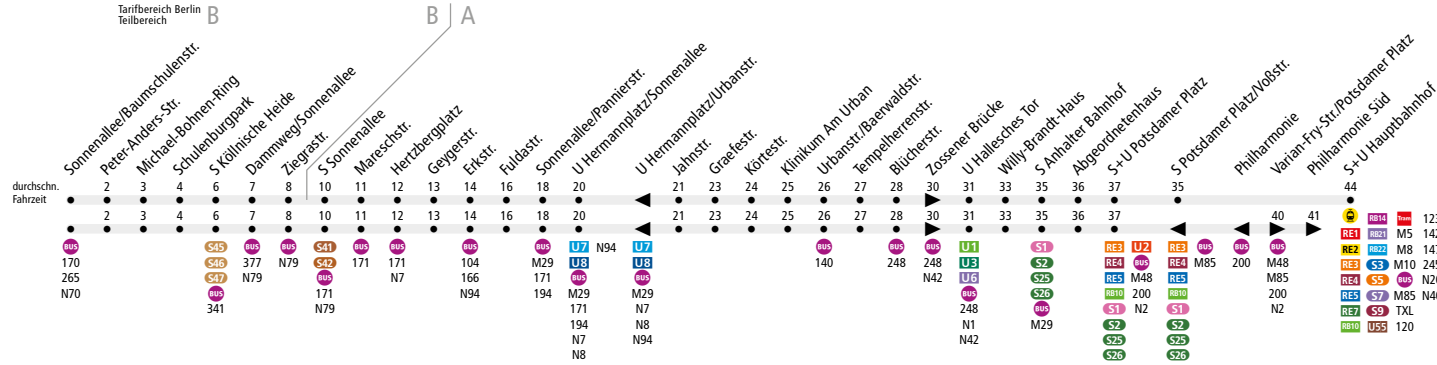 Tarifbereich Berlin B
Teilbereich
B A
Sonnenallee/Baumschulenstr.
Peter-Anders-Str.
Michael-Bohnen-Ring
Schulenburgpark
S Köllnische Heide
Dammweg/Sonnenallee
Ziegrastr.
S Sonnenallee
Mareschstr.
Hertzbergplatz
Geygerstr.
Erkstr.
Fuldastr.
Sonnenallee/Pannierstr.
U Hermannplatz/Sonnenallee
U Hermannplatz/Urbanstr.
Jahnstr.
Graefestr.
Körtestr.
Klinikum Am Urban
Urbanstr./Baerwaldstr.
Tempelherrenstr.
Blücherstr.
Zossener Brücke
U Hallesches Tor
Willy-Brandt-Haus
S Anhalter Bahnhof
Abgeordnetenhaus
S+U Potsdamer Platz
S Potsdamer Platz/Voßstr.
Philharmonie
Varian-Fry-Str./Potsdamer Platz
Philharmonie Süd
S+U Hauptbahnhof
durchschn. 2 3 4 6 7 8 10 11 12 13 14 16 18 20 21 23 24 25 26 27 28 30 31 33 35 36 37 35 44
Fahrzeit
2 3 4 6 7 8 10 11 12 13 14 16 18 20 21 23 24 25 26 27 28 30 31 33 35 36 37 40 41
BUS S45 BUS BUS S41 BUS BUS BUS BUS U7 N94 U7 BUS BUS BUS U1 S1 RE3 U2 RE3 BUS BUS BUS RB14 Tram 123
170 S46 377 N79 S42 171 171 104 M29 U8 U8 140 248 248 U3 S2 RE4 BUS RE4 M85 200 M48 RE1 RB21 M5 142
265 S47 N79 BUS N7 166 171 BUS BUS N42 U6 S25 RE5 M48 RE5 M85 RE2 RB22 M8 147
N70 BUS 171 N94 194 M29 M29 BUS S26 RB10 200 RB10 200 RE3 S3 M10 245
341 N79 171 N7 248 BUS S1 N2 S1 N2 RE4 S5 BUS N20
194 N8 N1 M29 S2 S2 RE5 S7 M85 N40
N7 N94 N42 S25 S25 RE7 S9 TXL
N8 S26 S26 RB10 U55 120